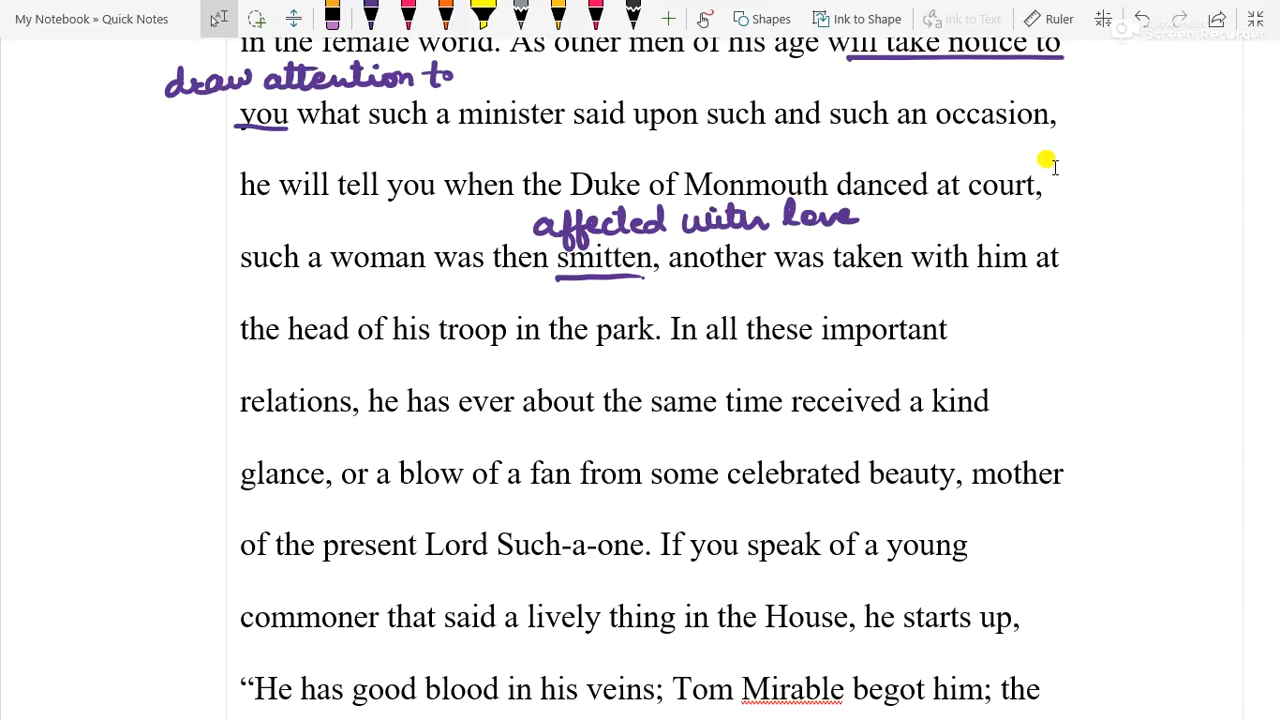 My Notebook » Quick Notes
Shapes
Ink to Shape
Ink to Text
Ruler
Screen Recorder
in the female world. As other men of his age will take notice to
draw attention to
you what such a minister said upon such and such an occasion,
he will tell you when the Duke of Monmouth danced at court,
affected with love
such a woman was then smitten, another was taken with him at
the head of his troop in the park. In all these important
relations, he has ever about the same time received a kind
glance, or a blow of a fan from some celebrated beauty, mother
of the present Lord Such-a-one. If you speak of a young
commoner that said a lively thing in the House, he starts up,
“He has good blood in his veins; Tom Mirable begot him; the